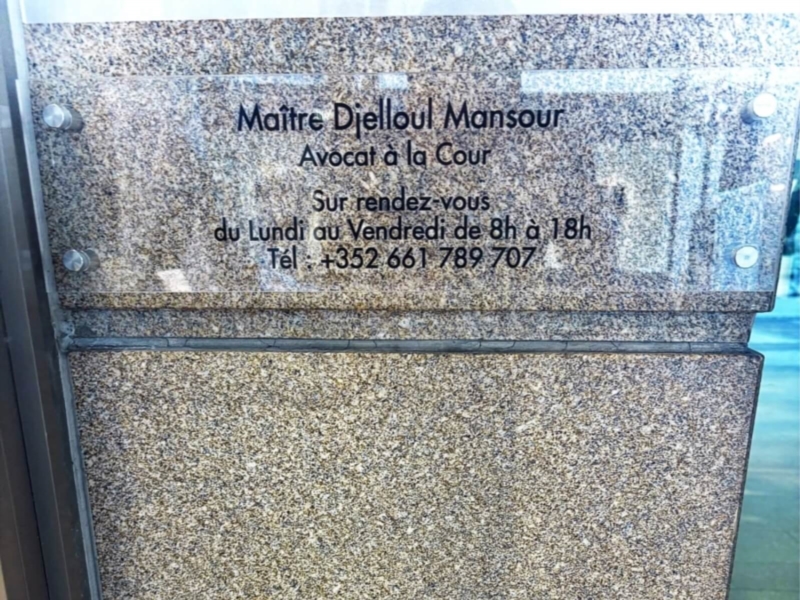 Maître Djelloul Mansour
Avocat à la Cour
Sur rendez-vous
du Lundi au Vendredi de 8h à 18h
Tél : +352 661 789 707